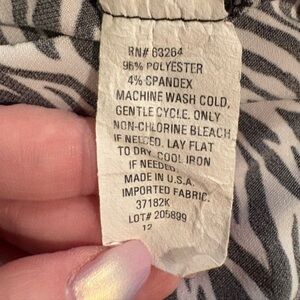 RN# 63264
96% POLYESTER
4% SPANDEX
MACHINE WASH COLD,
GENTLE CYCLE. ONLY
NON-CHLORINE BLEACH
IF NEEDED. LAY FLAT
TO DRY. COOL IRON
IF NEEDED.
MADE IN U.S.A.
IMPORTED FABRIC.
37182K
LOT# 205899
12